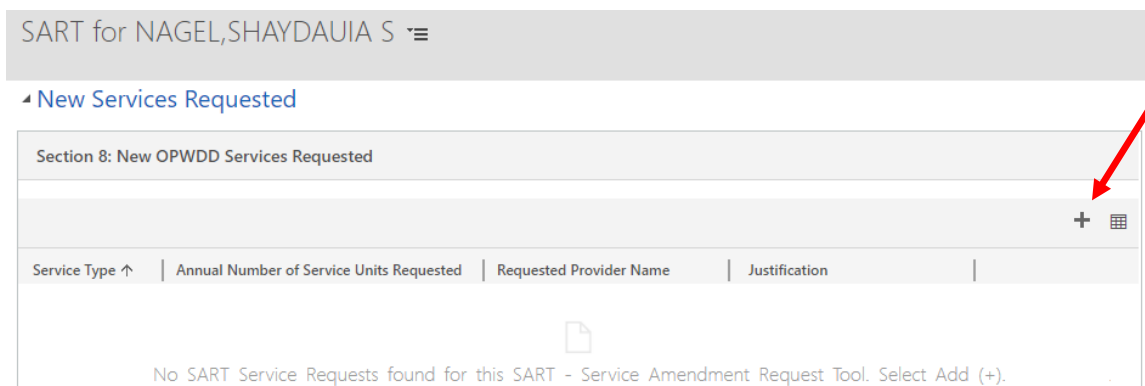 SART for NAGEL,SHAYDAUIA S
New Services Requested
Section 8: New OPWDD Services Requested
Service Type ↑ | Annual Number of Service Units Requested | Requested Provider Name | Justification |
No SART Service Requests found for this SART - Service Amendment Request Tool. Select Add (+).